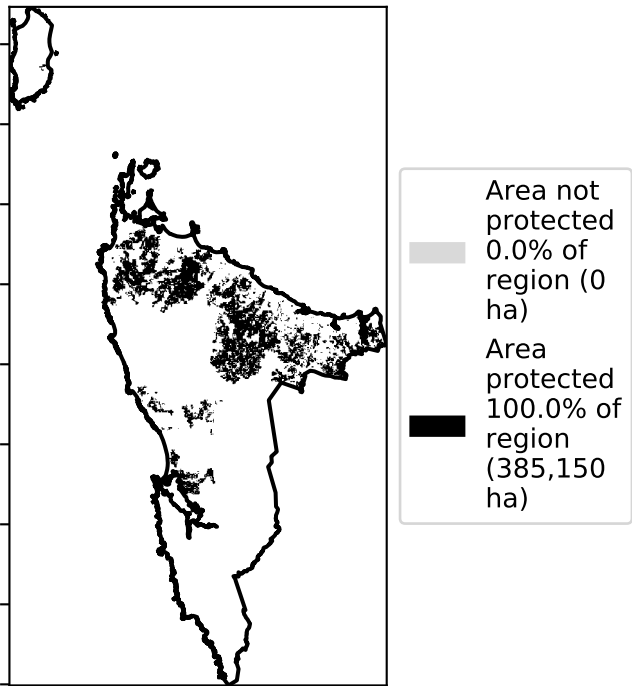 Area not
protected
0.0% of
region (0
ha)
Area
protected
100.0% of
region
(385,150
ha)